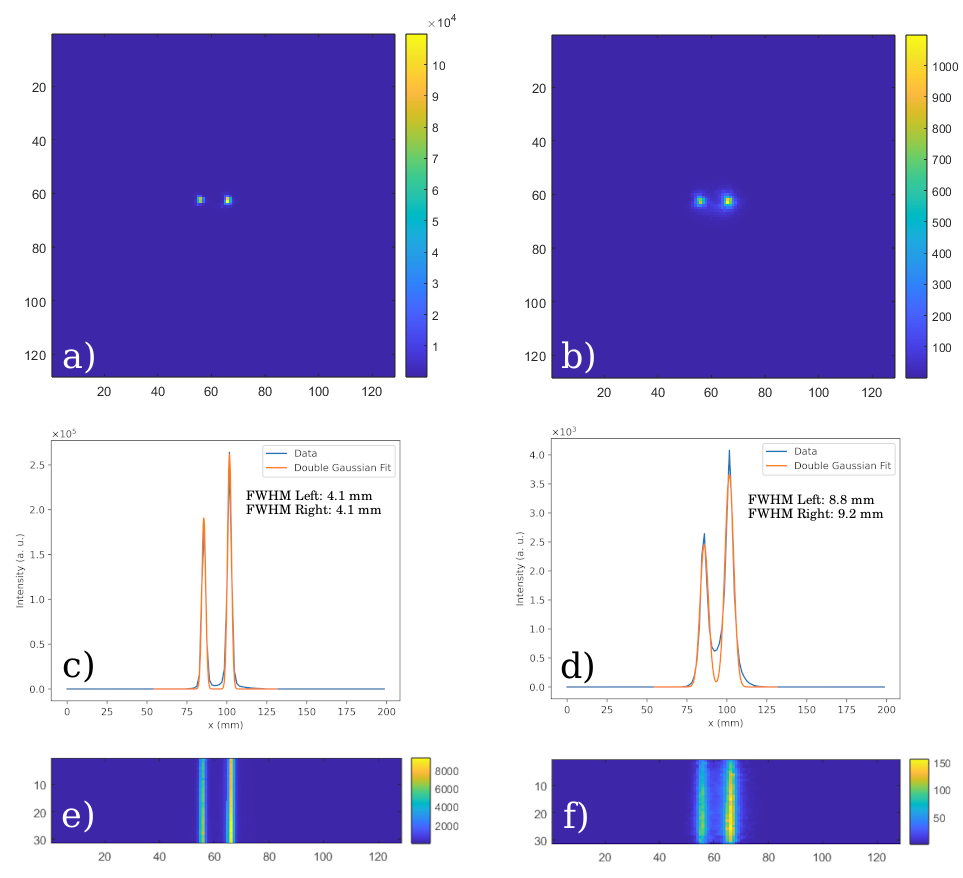 ×10⁴
10
9
8
7
6
5
4
3
2
1
20
40
60
80
100
120
20 40 60 80 100 120
a)
1000
900
800
700
600
500
400
300
200
100
20
40
60
80
100
120
20 40 60 80 100 120
b)
×10⁵
Data
Double Gaussian Fit
FWHM Left: 4.1 mm
FWHM Right: 4.1 mm
2.5
2.0
1.5
1.0
0.5
0.0
Intensity (a. u.)
c)
0 25 50 75 100 125 150 175 200
x (mm)
×10³
Data
Double Gaussian Fit
FWHM Left: 8.8 mm
FWHM Right: 9.2 mm
4.0
3.5
3.0
2.5
2.0
1.5
1.0
0.5
0.0
Intensity (a. u.)
d)
0 25 50 75 100 125 150 175 200
x (mm)
10
20
30
e)
20 40 60 80 100 120
8000
6000
4000
2000
10
20
30
f)
20 40 60 80 100 120
150
100
50